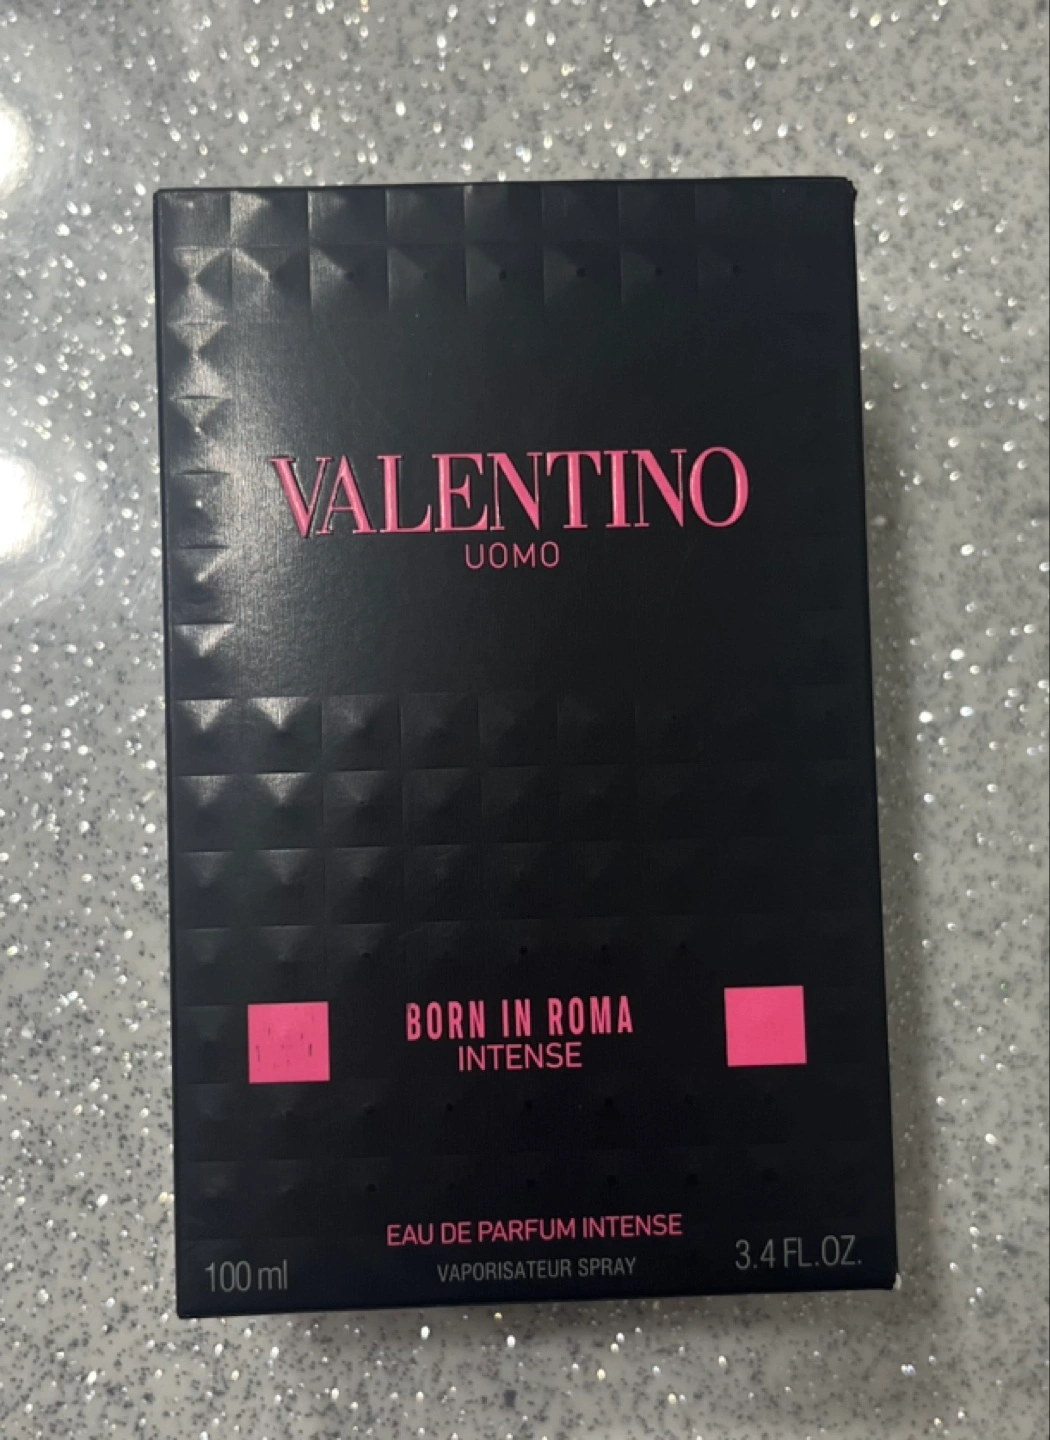 VALENTINO
UOMO
BORN IN ROMA
INTENSE
EAU DE PARFUM INTENSE
100 ml
VAPORISATEUR SPRAY
3.4 FL.OZ.